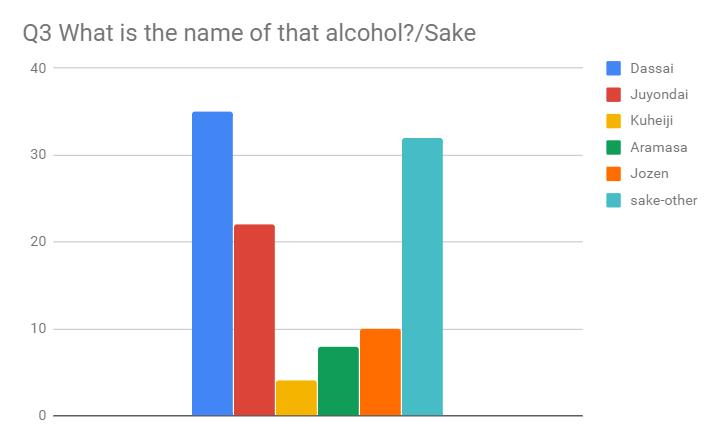 Q3 What is the name of that alcohol?/Sake
40
30
20
10
0
Dassai
Juyondai
Kuheiji
Aramasa
Jozen
sake-other